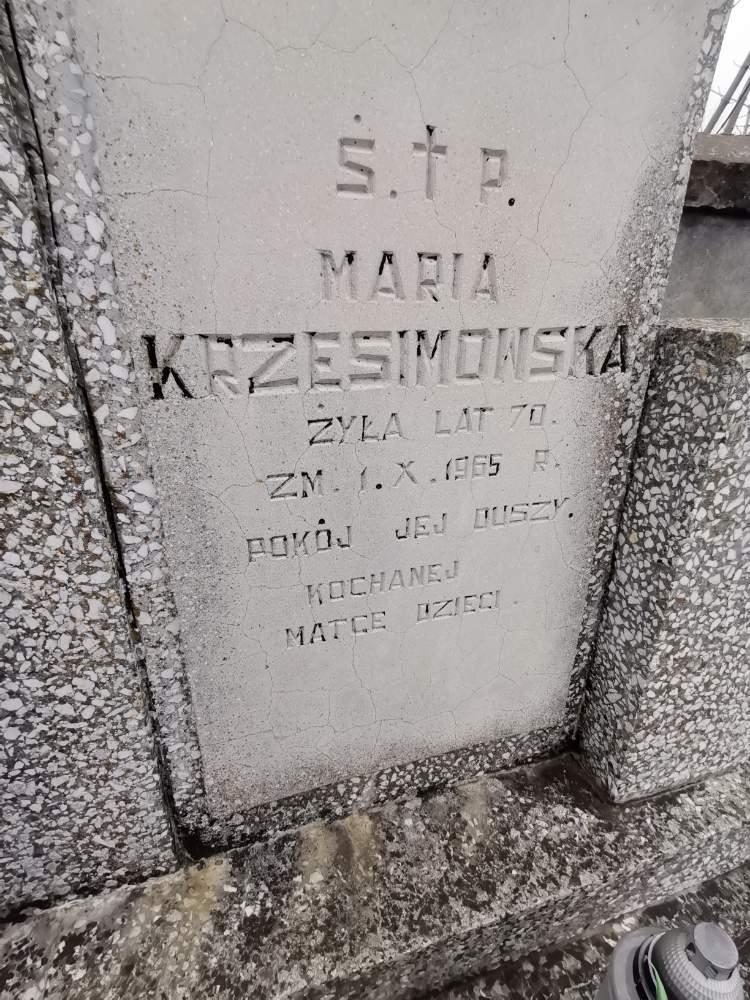 Ś. † P.
MARIA
KRZESIMOWSKA
ŻYŁA LAT 70.
ZM. 1. X. 1965 R.
POKÓJ JEJ DUSZY.
KOCHANEJ
MATCE DZIECI.